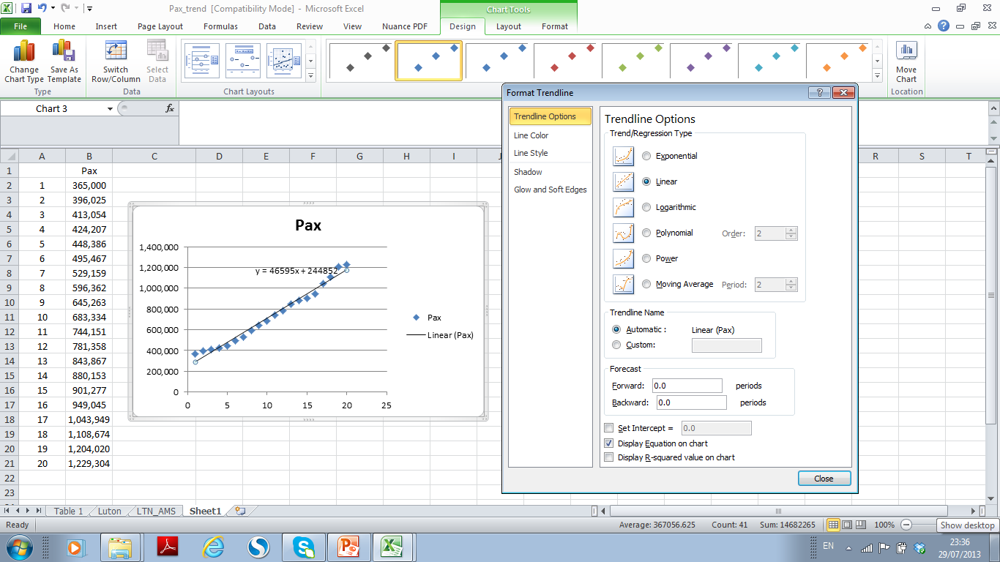 Pax_trend [Compatibility Mode] - Microsoft Excel
Chart Tools
File Home Insert Page Layout Formulas Data Review View Nuance PDF Design Layout Format
Change Chart Type
Save As Template
Switch Row/Column
Select Data
Move Chart
Type Data Chart Layouts Location
Chart 3 fx
A B C D E F G H I J R S T
1 Pax
2 1 365,000
3 2 396,025
4 3 413,054
5 4 424,207
6 5 448,386
7 6 495,467
8 7 529,159
9 8 596,362
10 9 645,263
11 10 683,334
12 11 744,151
13 12 781,358
14 13 843,867
15 14 880,153
16 15 901,277
17 16 949,045
18 17 1,043,949
19 18 1,108,674
20 19 1,204,020
21 20 1,229,304
22
23
Pax
1,400,000
1,200,000
1,000,000
800,000
600,000
400,000
200,000
0
0 5 10 15 20 25
y = 46595x + 244852
Pax
Linear (Pax)
Format Trendline
Trendline Options
Line Color
Line Style
Shadow
Glow and Soft Edges
Trendline Options
Trend/Regression Type
Exponential
Linear
Logarithmic
Polynomial Order: 2
Power
Moving Average Period: 2
Trendline Name
Automatic : Linear (Pax)
Custom:
Forecast
Forward: 0.0 periods
Backward: 0.0 periods
Set Intercept = 0.0
Display Equation on chart
Display R-squared value on chart
Close
Table 1 Luton LTN_AMS Sheet1
Ready Average: 367056.625 Count: 41 Sum: 14682265 100% Show desktop
EN 23:36
29/07/2013